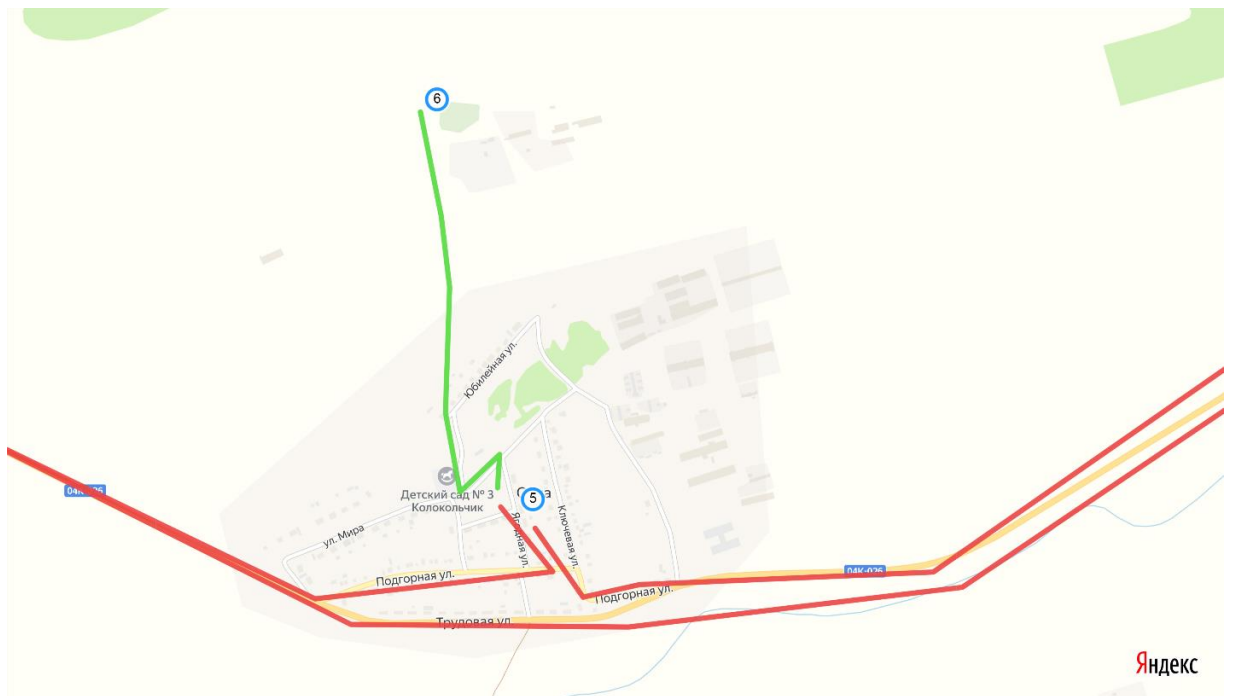 6
Юбилейная ул.
04К-026
Детский сад № 3
Колокольчик
5
ул. Мира
Ягодная ул.
Ключевая ул.
Подгорная ул.
04К-026
Подгорная ул.
Трудовая ул.
Яндекс